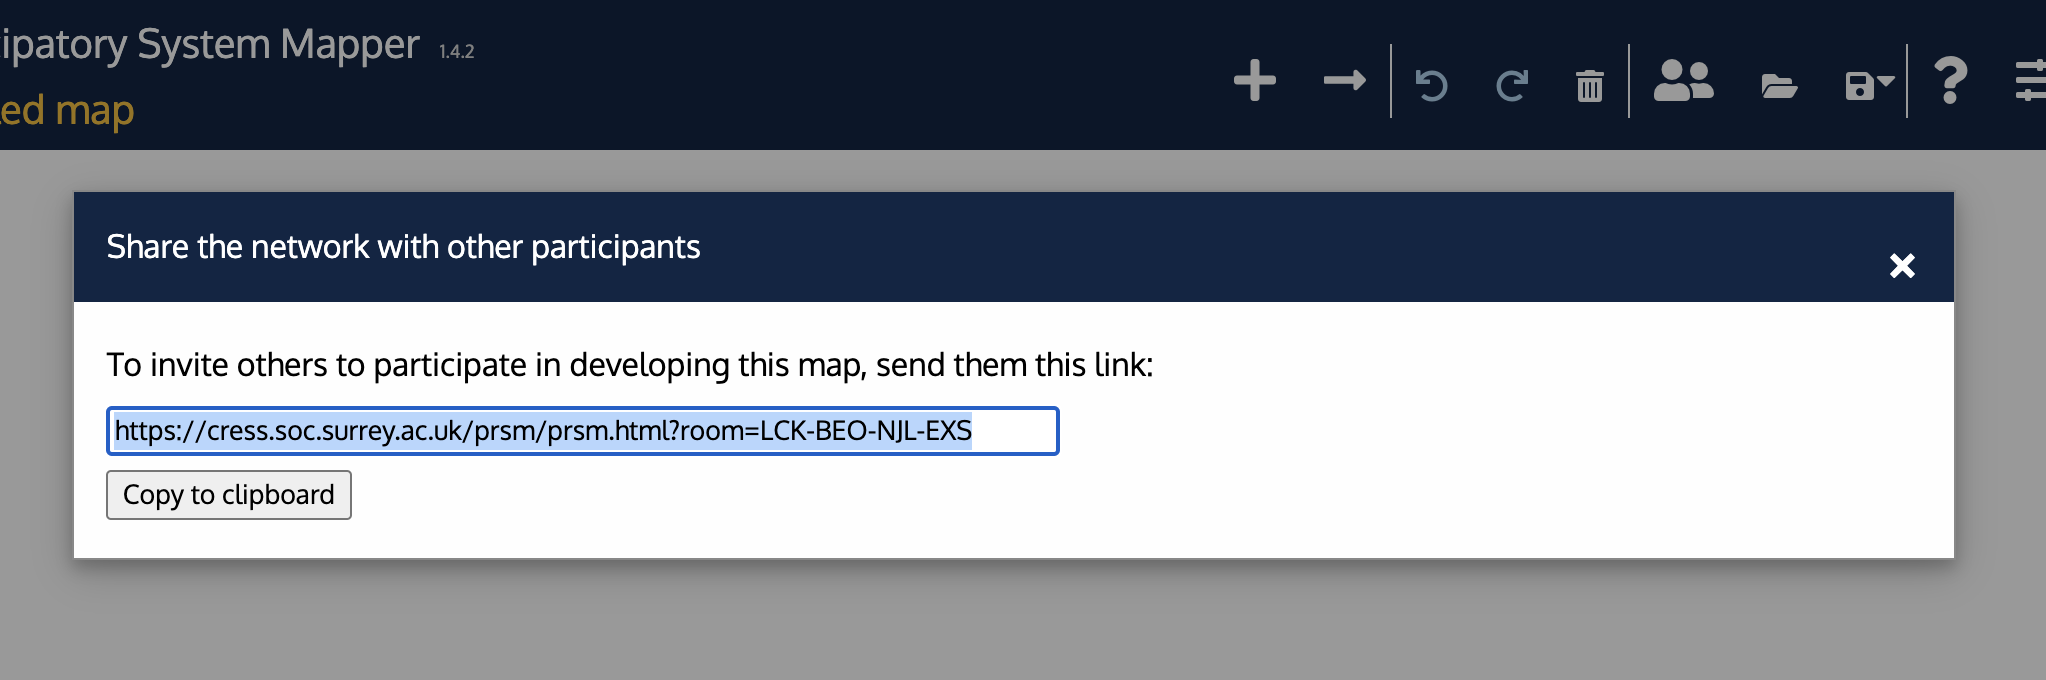 ipatory System Mapper 1.4.2
ed map
Share the network with other participants
To invite others to participate in developing this map, send them this link:
https://cress.soc.surrey.ac.uk/prsm/prsm.html?room=LCK-BEO-NJL-EXS
Copy to clipboard